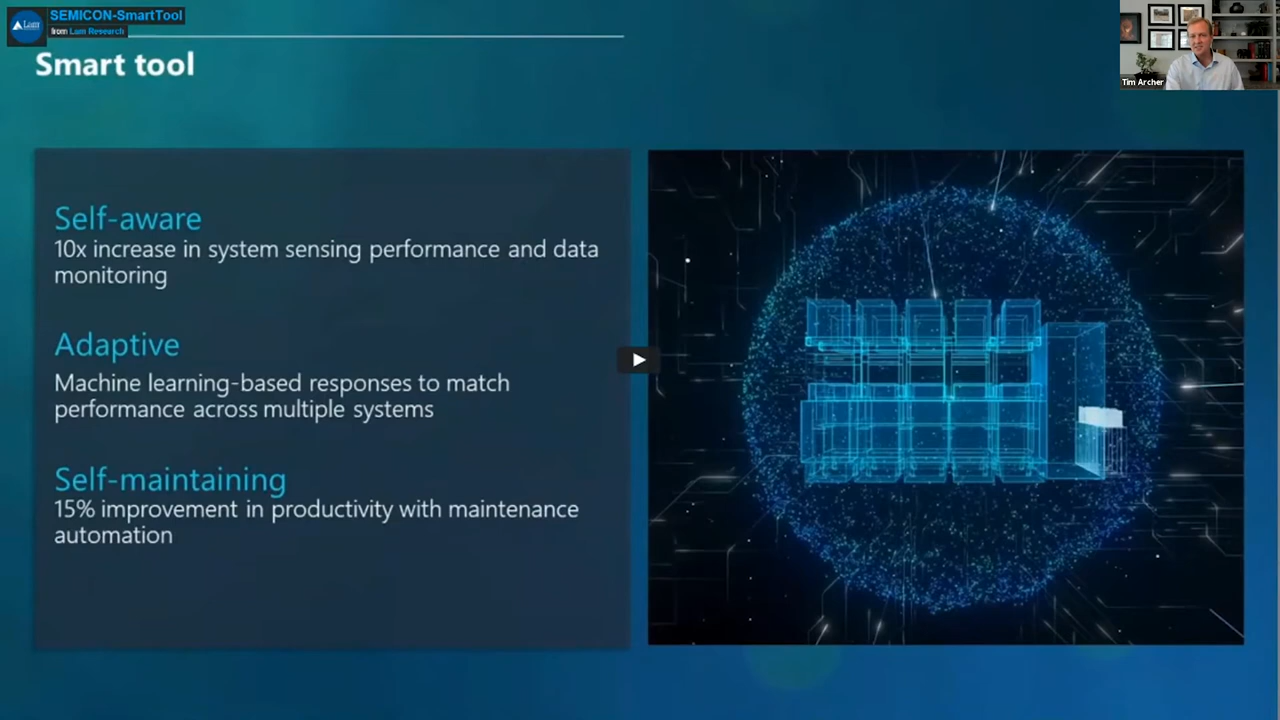 SEMICON-SmartTool
from Lam Research
Smart tool
Tim Archer
Self-aware
10x increase in system sensing performance and data
monitoring
Adaptive
Machine learning-based responses to match
performance across multiple systems
Self-maintaining
15% improvement in productivity with maintenance
automation